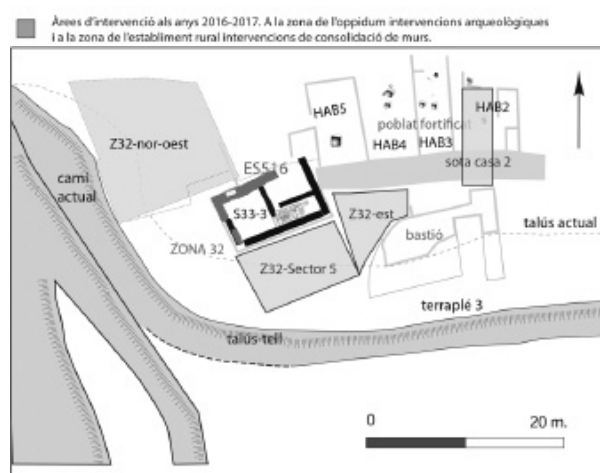 Àrees d'intervenció als anys 2016-2017. A la zona de l'oppidum intervencions arqueològiques
i a la zona de l'establiment rural intervencions de consolidació de murs.
HAB5
HAB2
Z32-nor-oest
poblat fortificat
HAB4
HAB3
sota casa 2
ES516
camí
actual
S33-3
Z32-est
talús actual
ZONA 32
bastió
Z32-Sector 5
terraplé 3
talús-tell
0
20 m.